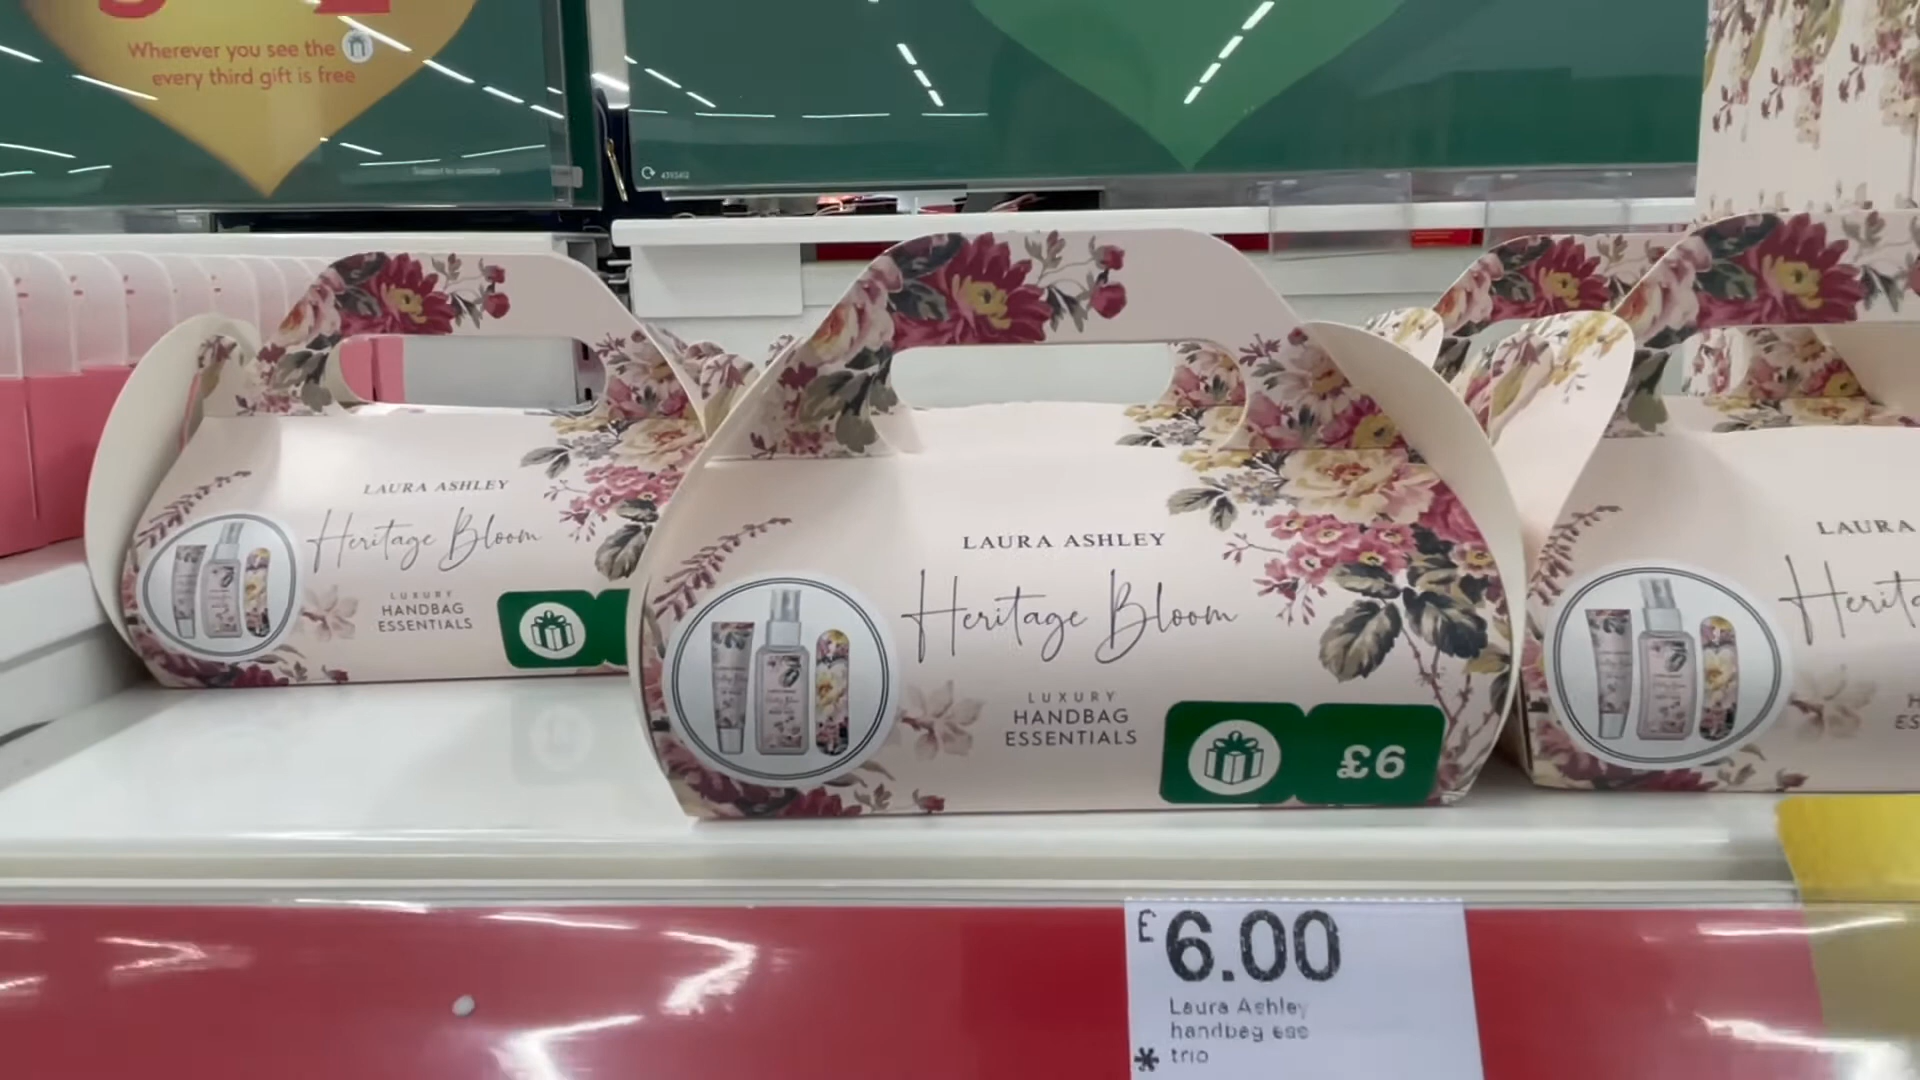 Wherever you see the
every third gift is free
LAURA ASHLEY
Heritage Bloom
LUXURY
HANDBAG
ESSENTIALS
LAURA ASHLEY
Heritage Bloom
LUXURY
HANDBAG
ESSENTIALS
£6
LAURA
£6.00
Laura Ashley
handbag ess
* trio